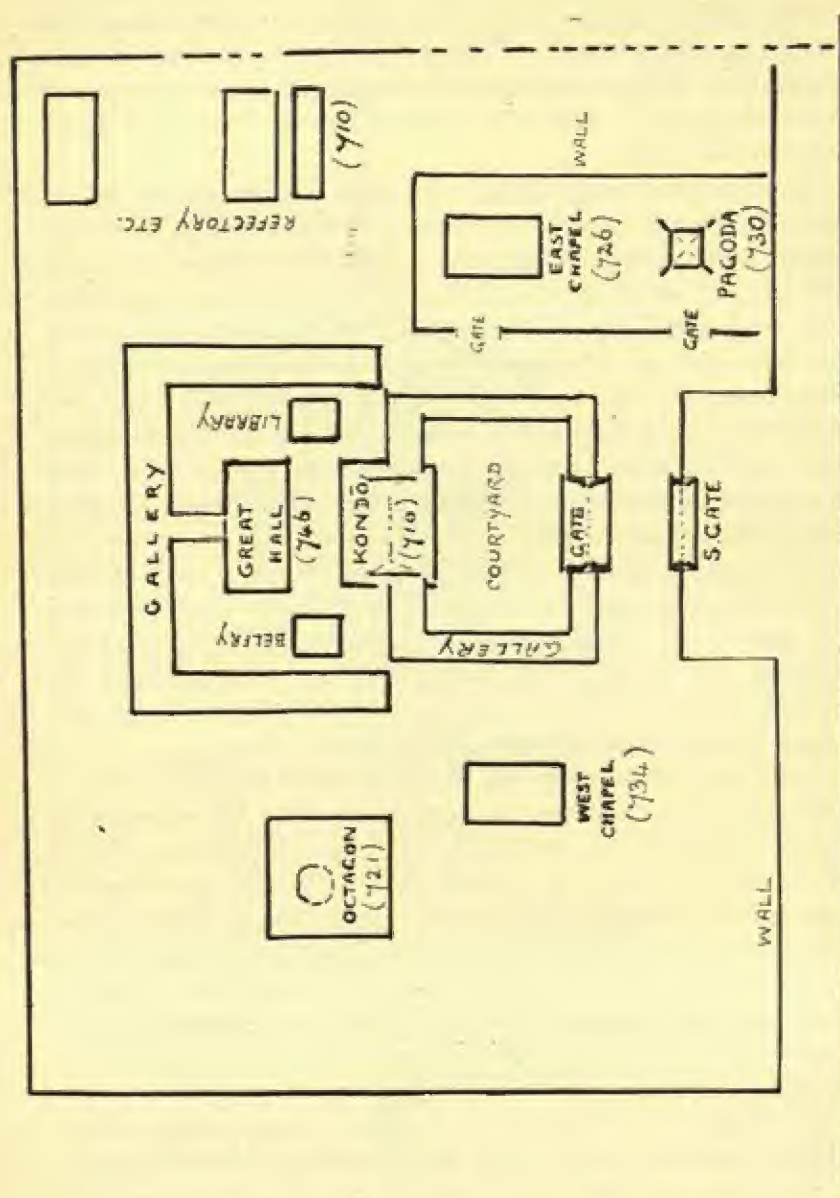 REFECTORY ETC.
(710)
WALL
EAST
CHAPEL
(726)
PAGODA
(730)
GATE
GATE
GALLERY
LIBRARY
GREAT
HALL
(746)
BELFRY
KONDŌ
(710)
COURTYARD
GALLERY
GATE
S. GATE
OCTAGON
(721)
WEST
CHAPEL
(734)
WALL